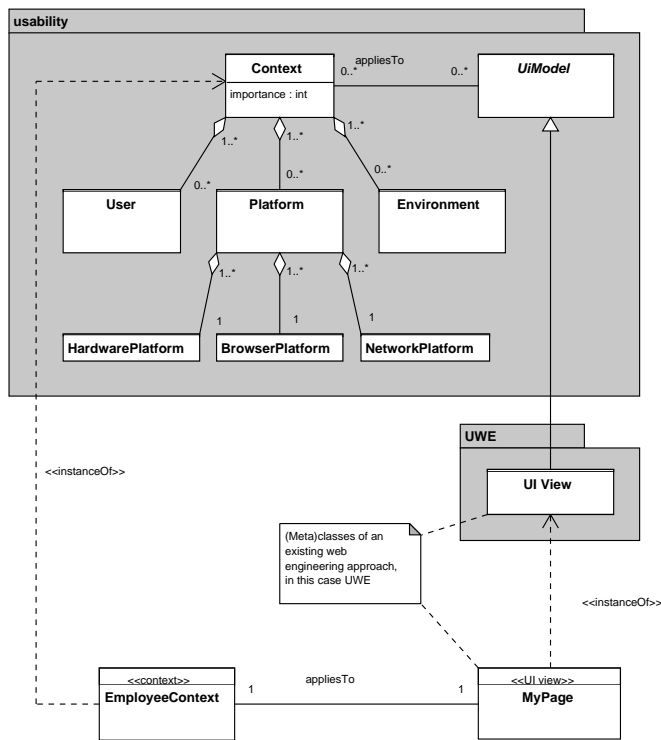 usability
Context
appliesTo
UiModel
0..*
0..*
importance : int
1..*
1..*
1..*
0..*
0..*
0..*
User
Platform
Environment
1..*
1..*
1..*
1
1
1
HardwarePlatform
BrowserPlatform
NetworkPlatform
UWE
<<instanceOf>>
UI View
(Meta)classes of an
existing web
engineering approach,
in this case UWE
<<instanceOf>>
<<context>>
appliesTo
<<UI view>>
EmployeeContext
1
1
MyPage